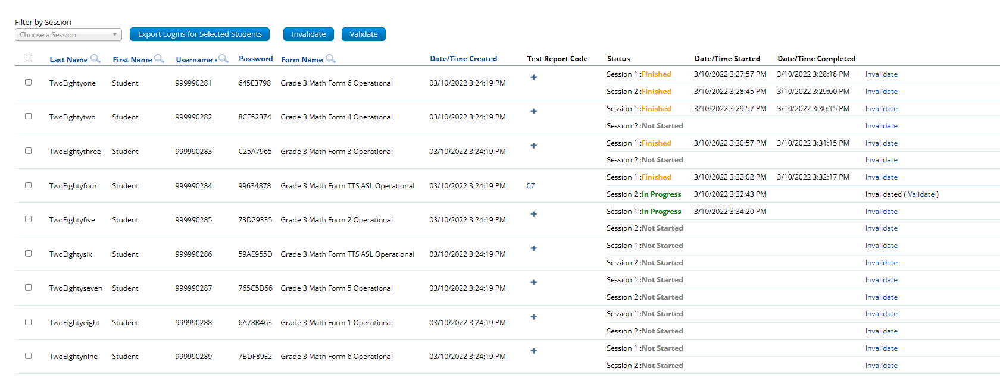 Filter by Session
Choose a Session Export Logins for Selected Students Invalidate Validate
Last Name First Name Username Password Form Name Date/Time Created Test Report Code Status Date/Time Started Date/Time Completed
Session 1 :Finished 3/10/2022 3:27:57 PM 3/10/2022 3:28:18 PM Invalidate
TwoEightyone Student 999990281 645E3798 Grade 3 Math Form 6 Operational 03/10/2022 3:24:19 PM +
Session 2 :Finished 3/10/2022 3:28:45 PM 3/10/2022 3:29:00 PM Invalidate
Session 1 :Finished 3/10/2022 3:29:57 PM 3/10/2022 3:30:15 PM Invalidate
TwoEightytwo Student 999990282 8CE52374 Grade 3 Math Form 4 Operational 03/10/2022 3:24:19 PM +
Session 2 :Not Started Invalidate
Session 1 :Finished 3/10/2022 3:30:57 PM 3/10/2022 3:31:15 PM Invalidate
TwoEightythree Student 999990283 C25A7965 Grade 3 Math Form 3 Operational 03/10/2022 3:24:19 PM +
Session 2 :Not Started Invalidate
Session 1 :Finished 3/10/2022 3:32:02 PM 3/10/2022 3:32:17 PM Invalidate
TwoEightyfour Student 999990284 99634878 Grade 3 Math Form TTS ASL Operational 03/10/2022 3:24:19 PM 07
Session 2 :In Progress 3/10/2022 3:32:43 PM Invalidated ( Validate )
Session 1 :In Progress 3/10/2022 3:34:20 PM Invalidate
TwoEightyfive Student 999990285 73D29335 Grade 3 Math Form 2 Operational 03/10/2022 3:24:19 PM +
Session 2 :Not Started Invalidate
Session 1 :Not Started Invalidate
TwoEightysix Student 999990286 59AE955D Grade 3 Math Form TTS ASL Operational 03/10/2022 3:24:19 PM +
Session 2 :Not Started Invalidate
Session 1 :Not Started Invalidate
TwoEightyseven Student 999990287 765C5D66 Grade 3 Math Form 5 Operational 03/10/2022 3:24:19 PM +
Session 2 :Not Started Invalidate
Session 1 :Not Started Invalidate
TwoEightyeight Student 999990288 6A78B463 Grade 3 Math Form 1 Operational 03/10/2022 3:24:19 PM +
Session 2 :Not Started Invalidate
Session 1 :Not Started Invalidate
TwoEightynine Student 999990289 7BDF89E2 Grade 3 Math Form 6 Operational 03/10/2022 3:24:19 PM +
Session 2 :Not Started Invalidate